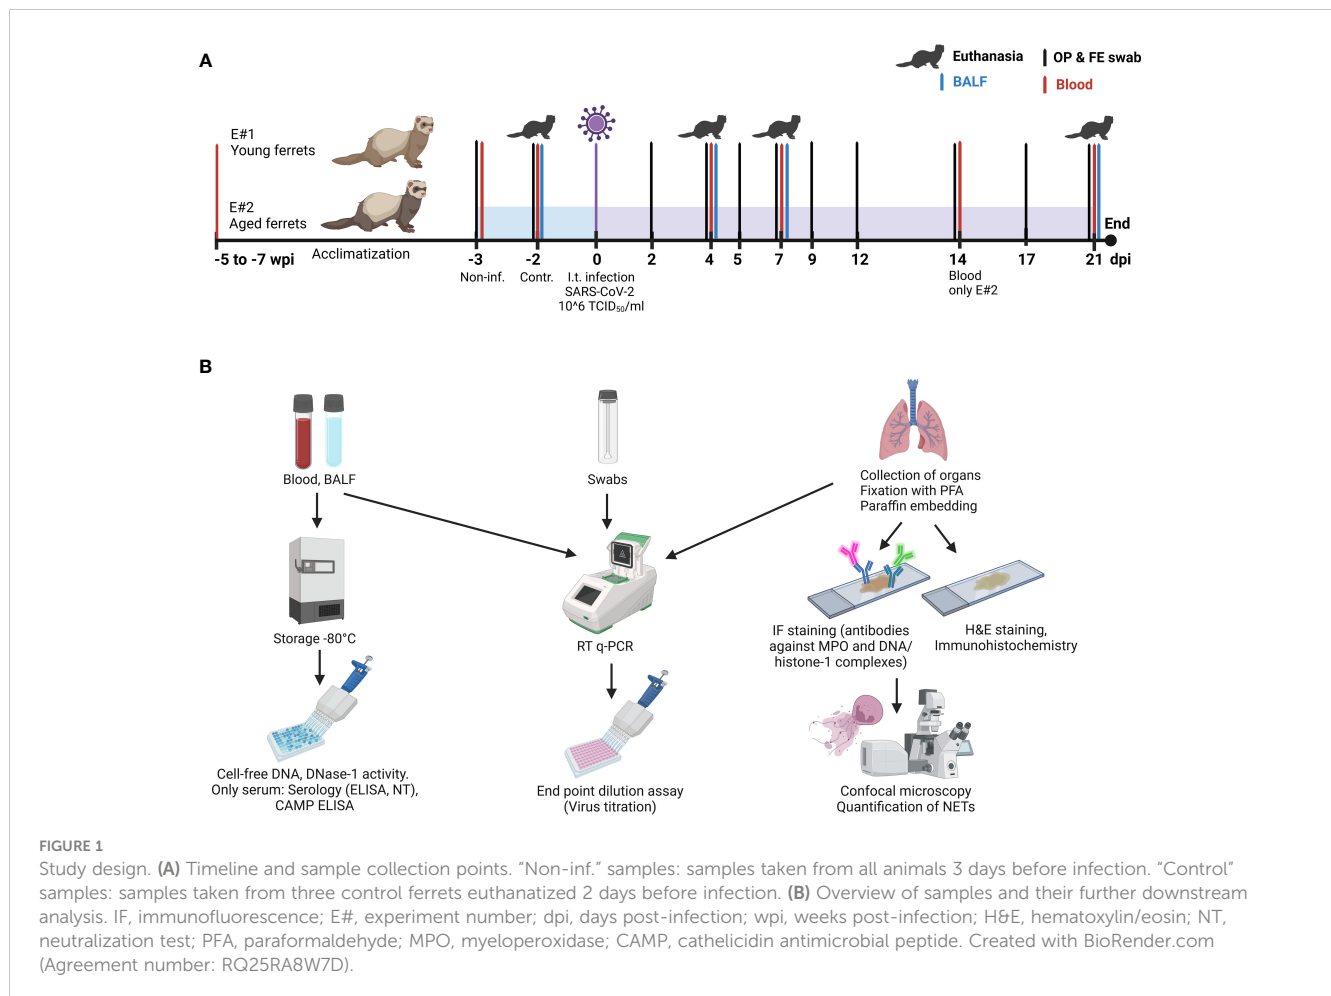 A
Euthanasia
OP & FE swab
BALF
Blood
E#1
Young ferrets
E#2
Aged ferrets
Acclimatization
End
-5 to -7 wpi
-3
-2
0
2
4
5
7
9
12
14
17
21
dpi
Non-inf.
Contr.
I.t. infection
SARS-CoV-2
10^6 TCID₅₀/ml
Blood
only E#2
B
Blood, BALF
Swabs
Collection of organs
Fixation with PFA
Paraffin embedding
Storage -80°C
RT q-PCR
IF staining (antibodies
against MPO and DNA/
histone-1 complexes)
H&E staining,
Immunohistochemistry
Cell-free DNA, DNase-1 activity.
Only serum: Serology (ELISA, NT),
CAMP ELISA
End point dilution assay
(Virus titration)
Confocal microscopy
Quantification of NETs
FIGURE 1
Study design. (A) Timeline and sample collection points. “Non-inf.” samples: samples taken from all animals 3 days before infection. “Control”
samples: samples taken from three control ferrets euthanatized 2 days before infection. (B) Overview of samples and their further downstream
analysis. IF, immunofluorescence; E#, experiment number; dpi, days post-infection; wpi, weeks post-infection; H&E, hematoxylin/eosin; NT,
neutralization test; PFA, paraformaldehyde; MPO, myeloperoxidase; CAMP, cathelicidin antimicrobial peptide. Created with BioRender.com
(Agreement number: RQ25RA8W7D).